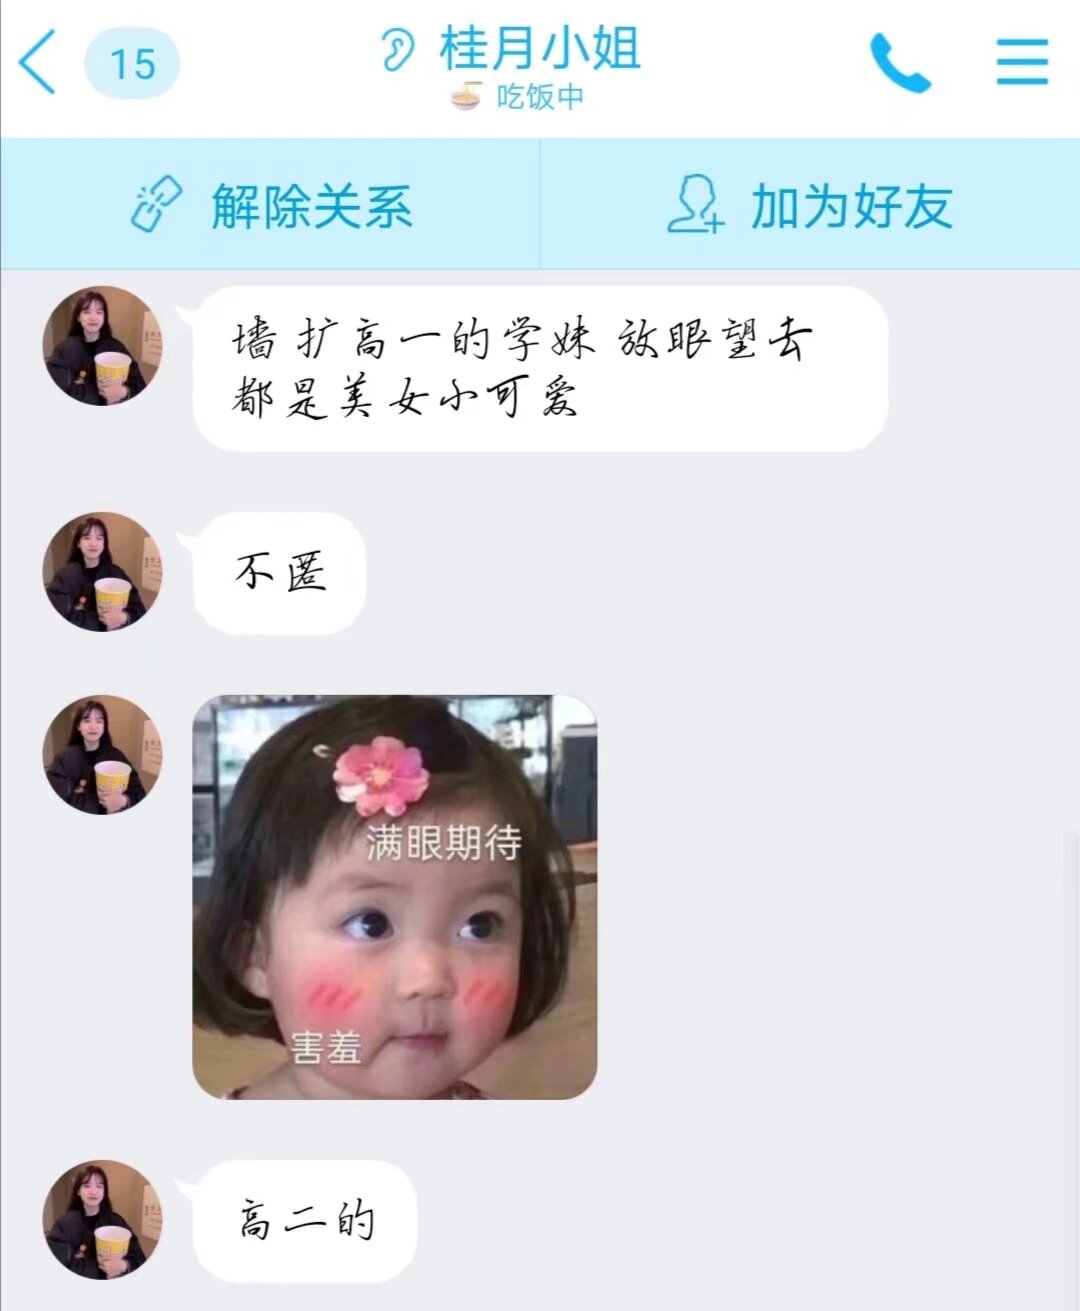 15
桂月小姐
吃饭中
解除关系
加为好友
墙 扩高一的学妹 放眼望去
都是美女小可爱
不匿
满眼期待
害羞
高二的